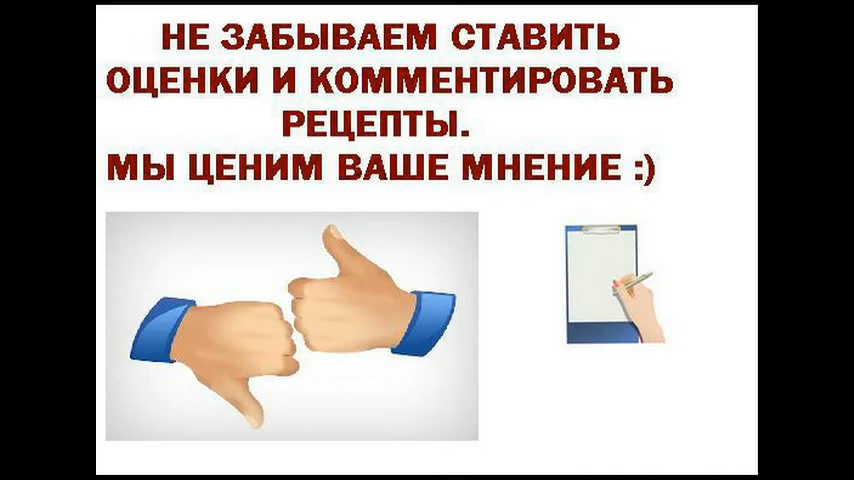 НЕ ЗАБЫВАЕМ СТАВИТЬ
ОЦЕНКИ И КОММЕНТИРОВАТЬ
РЕЦЕПТЫ.
МЫ ЦЕНИМ ВАШЕ МНЕНИЕ :)